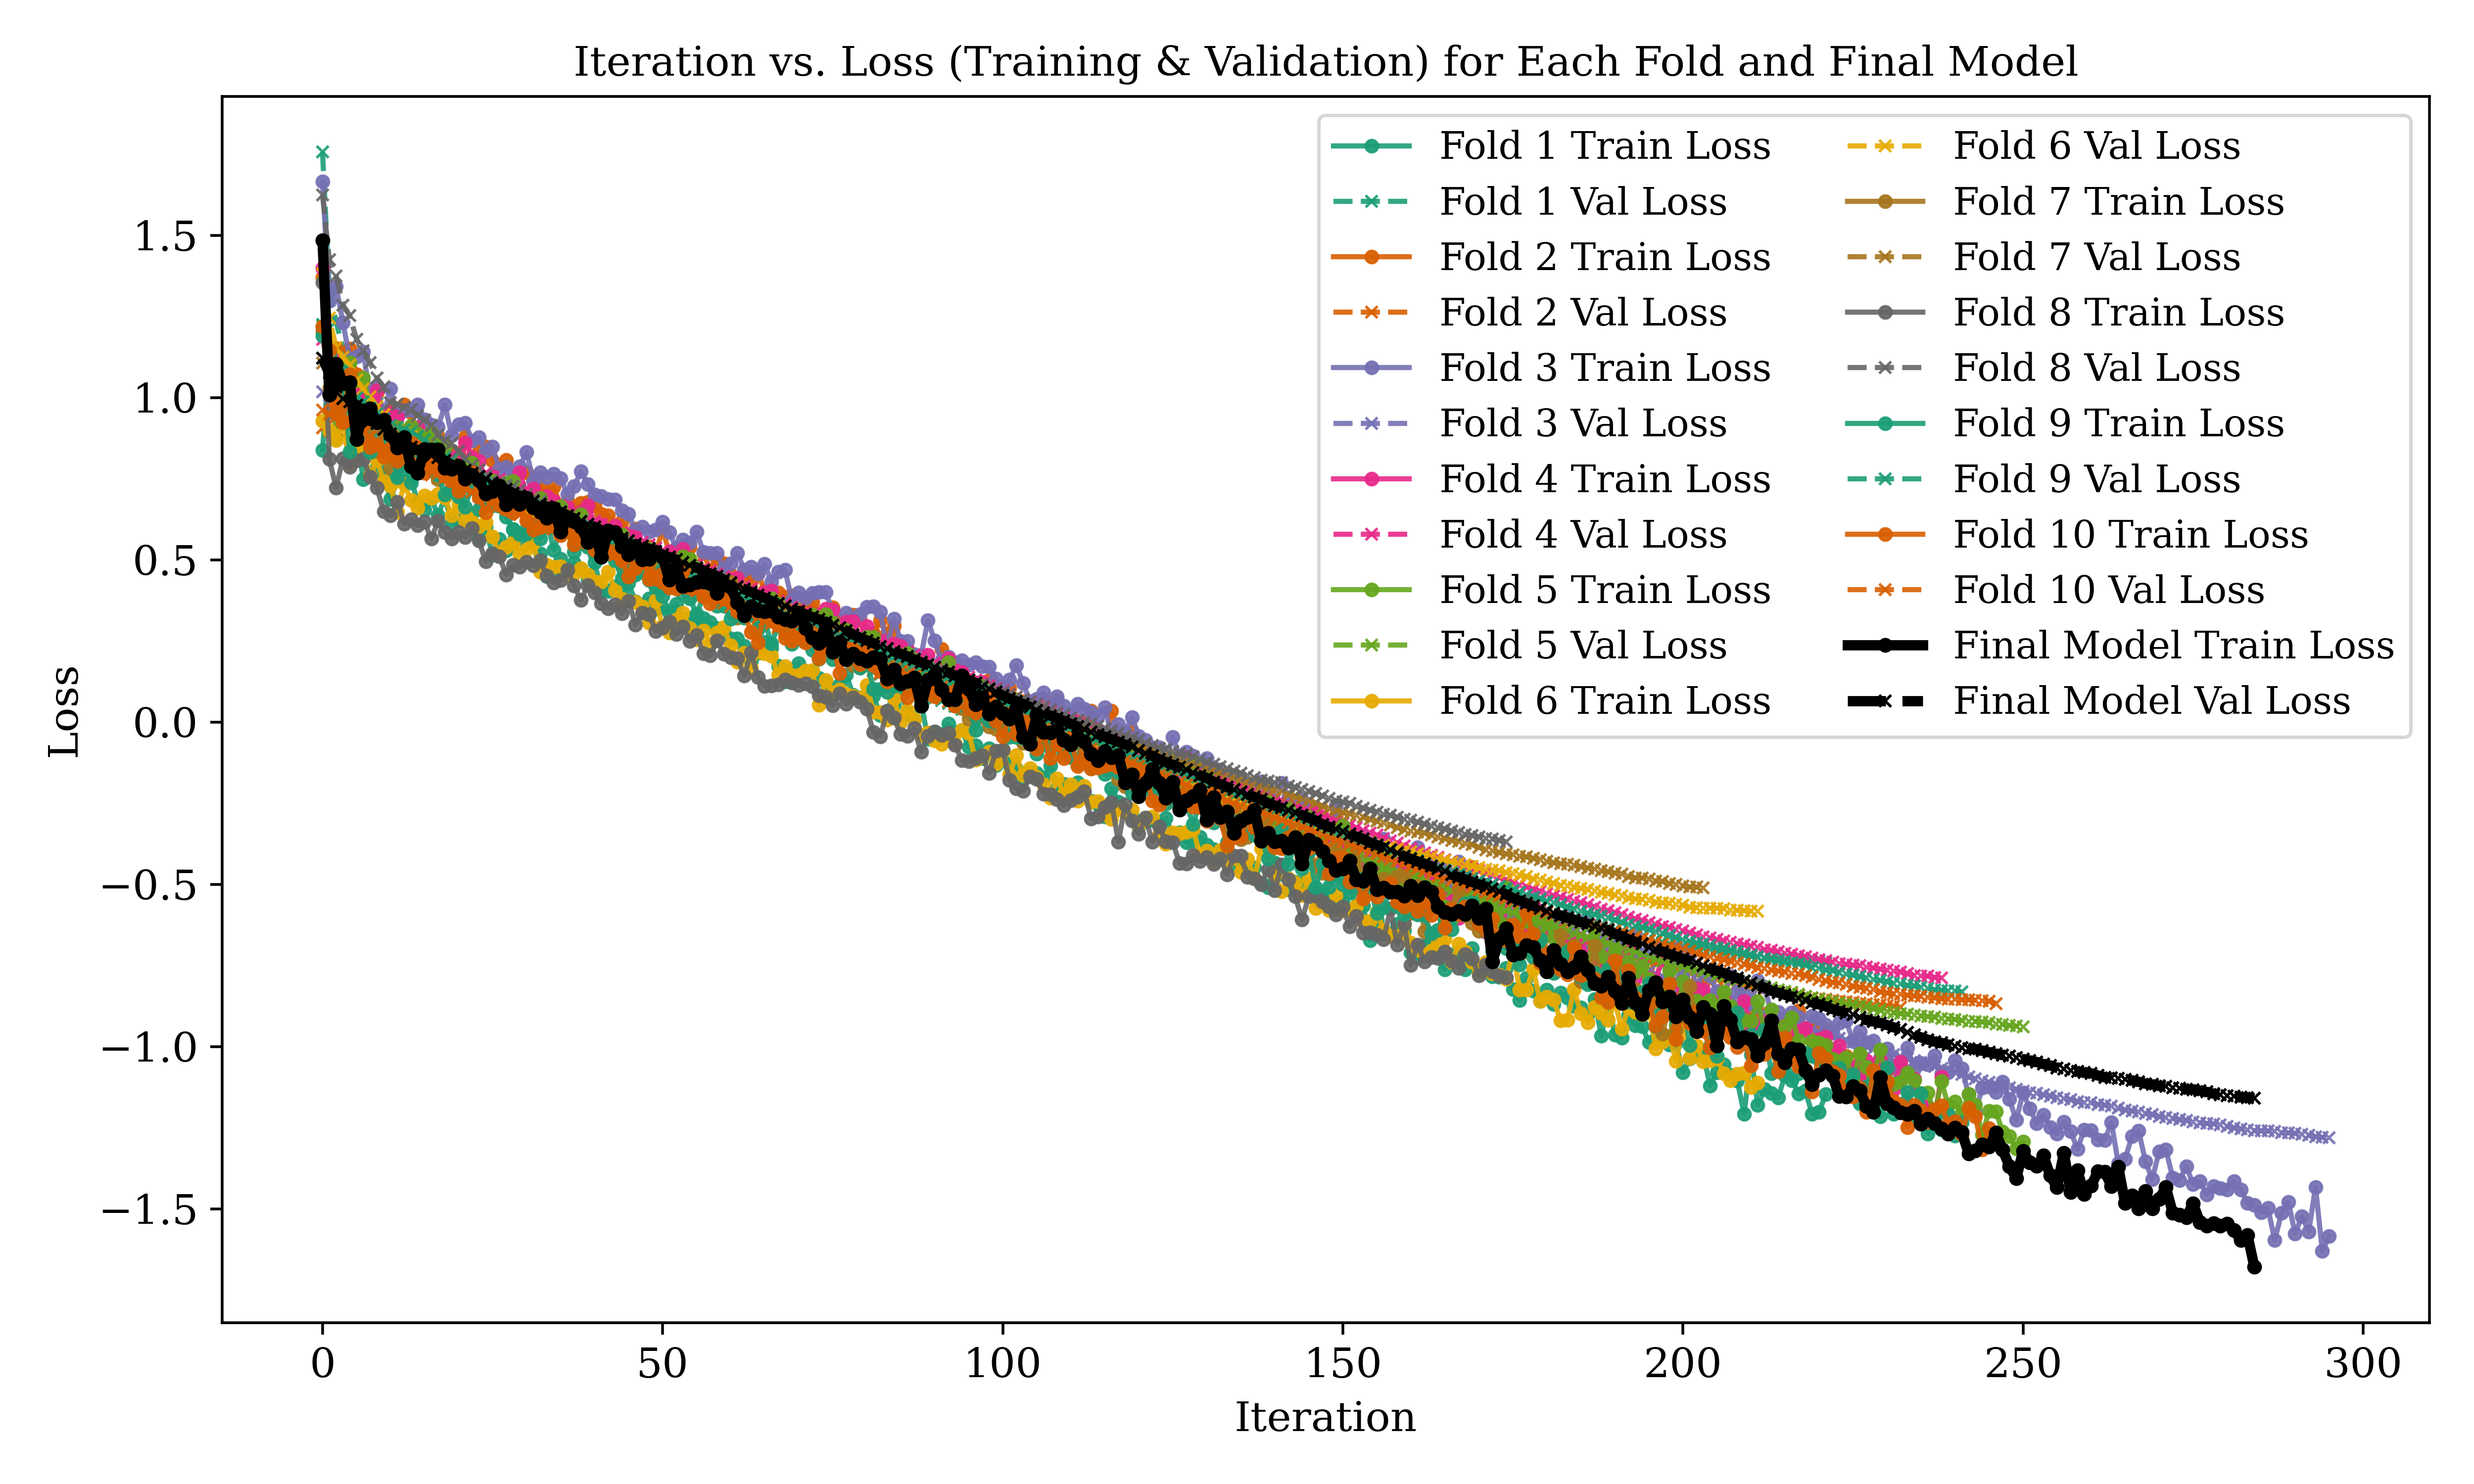 Iteration vs. Loss (Training & Validation) for Each Fold and Final Model
Loss
1.5
1.0
0.5
0.0
−0.5
−1.0
−1.5
Fold 1 Train Loss
Fold 1 Val Loss
Fold 2 Train Loss
Fold 2 Val Loss
Fold 3 Train Loss
Fold 3 Val Loss
Fold 4 Train Loss
Fold 4 Val Loss
Fold 5 Train Loss
Fold 5 Val Loss
Fold 6 Train Loss
Fold 6 Val Loss
Fold 7 Train Loss
Fold 7 Val Loss
Fold 8 Train Loss
Fold 8 Val Loss
Fold 9 Train Loss
Fold 9 Val Loss
Fold 10 Train Loss
Fold 10 Val Loss
Final Model Train Loss
Final Model Val Loss
0 50 100 150 200 250 300
Iteration